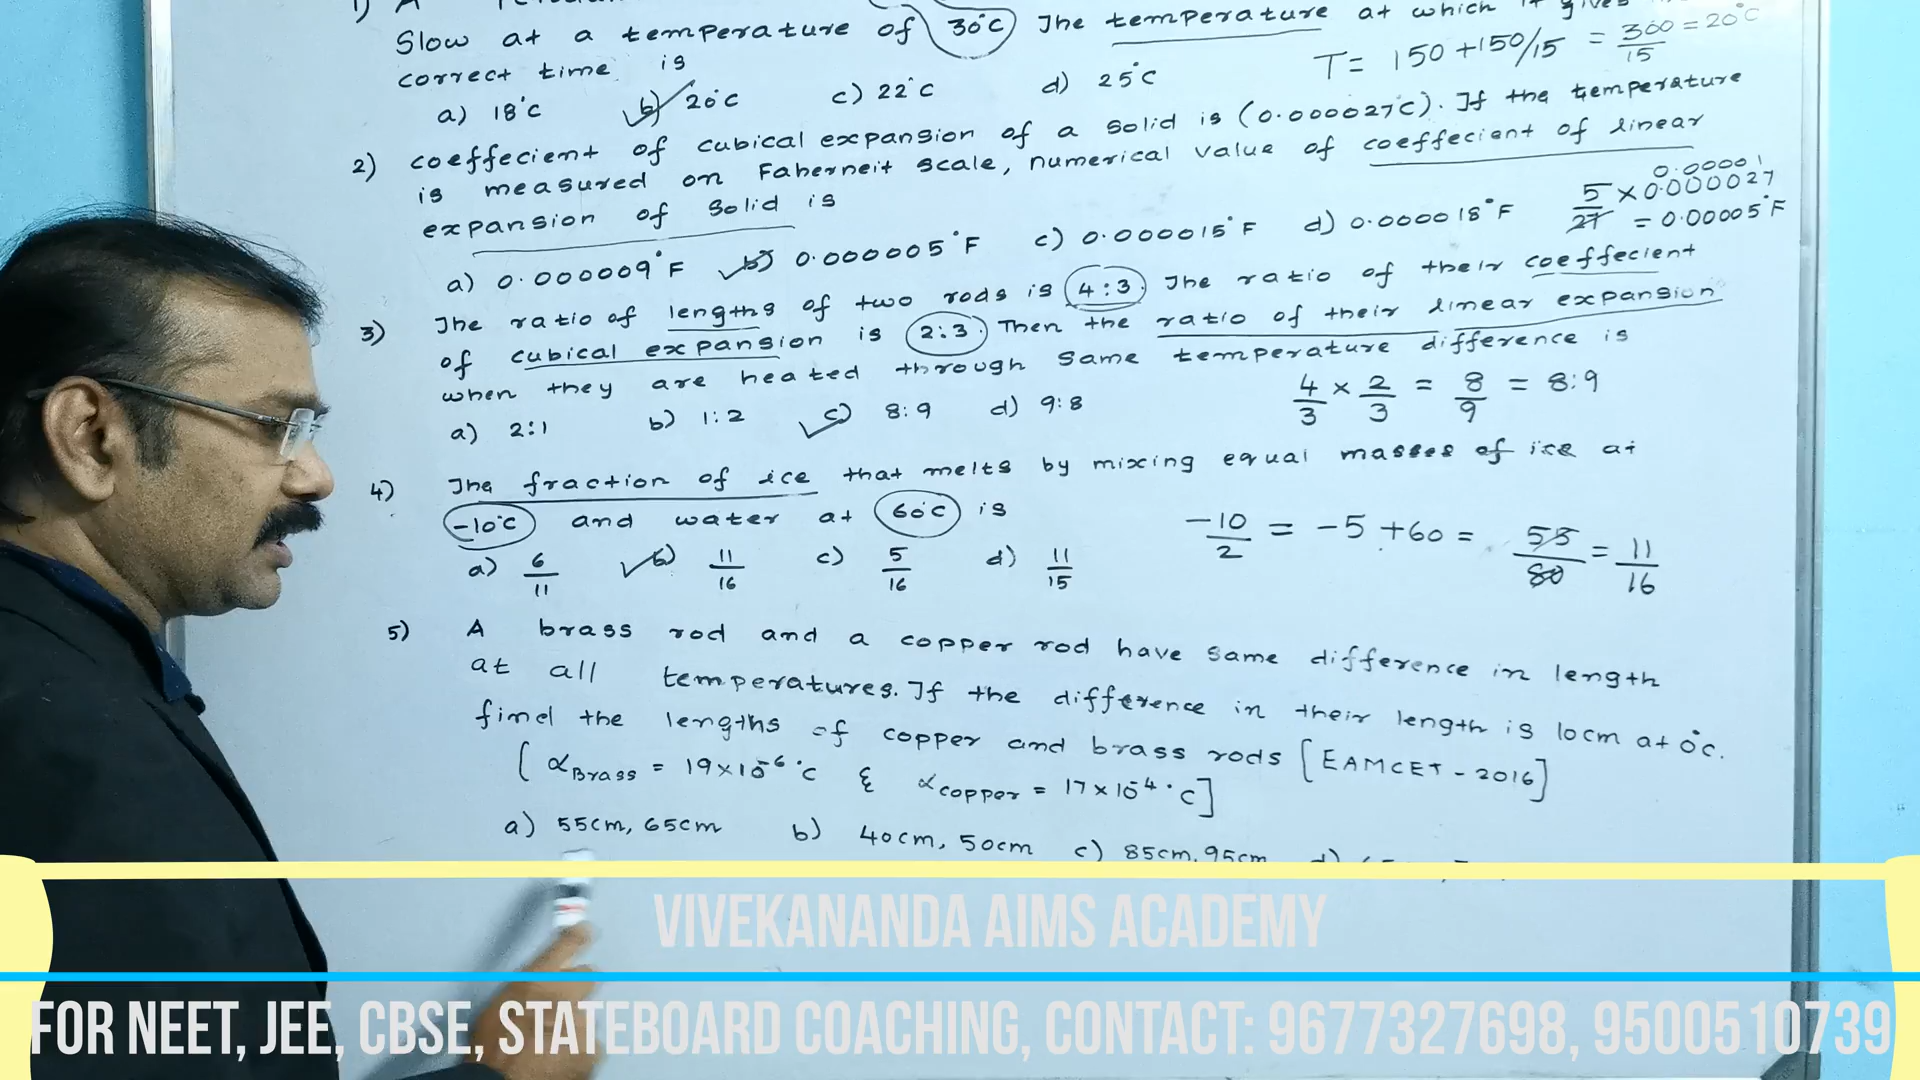 1) A
Slow at a temperature of 30°C The temperature at which it gives
correct time is
T = 150 + 150/15 = 300/15 = 20°C
a) 18°C b) 20°C c) 22°C d) 25°C
2) coeffecient of cubical expansion of a solid is (0.000027C). If the temperature
is measured on Faherneit scale, numerical value of coeffecient of linear
expansion of solid is
0.00001
5/27 × 0.000027
= 0.00005°F
a) 0.000009°F b) 0.000005°F c) 0.000015°F d) 0.000018°F
3) The ratio of lengths of two rods is 4:3. The ratio of their coeffecient
of cubical expansion is 2:3. Then the ratio of their linear expansion
when they are heated through same temperature difference is
4/3 × 2/3 = 8/9 = 8:9
a) 2:1 b) 1:2 c) 8:9 d) 9:8
4) The fraction of ice that melts by mixing equal masses of ice at
-10°C and water at 60°C is
-10/2 = -5 + 60 = 55/80 = 11/16
a) 6/11 b) 11/16 c) 5/16 d) 11/15
5) A brass rod and a copper rod have same difference in length
at all temperatures. If the difference in their length is 10cm at 0°C.
find the lengths of copper and brass rods [EAMCET - 2016]
[αBrass = 19×10⁻⁶ °C & αcopper = 17×10⁻⁴ °C]
a) 55cm, 65cm b) 40cm, 50cm c) 85cm, 95cm d)
VIVEKANANDA AIMS ACADEMY
FOR NEET, JEE, CBSE, STATEBOARD COACHING, CONTACT: 9677327698, 9500510739